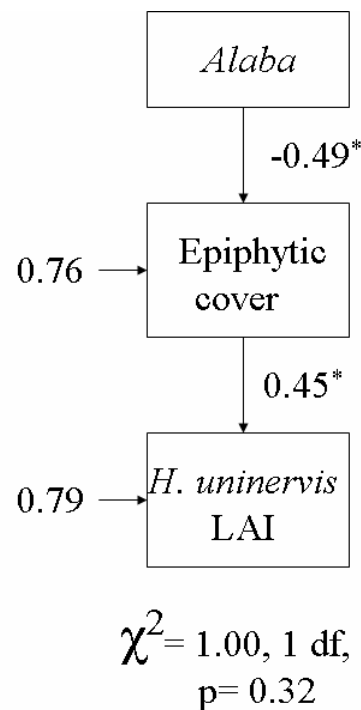 Alaba
-0.49*
0.76
Epiphytic
cover
0.45*
0.79
H. uninervis
LAI
χ²= 1.00, 1 df,
p= 0.32